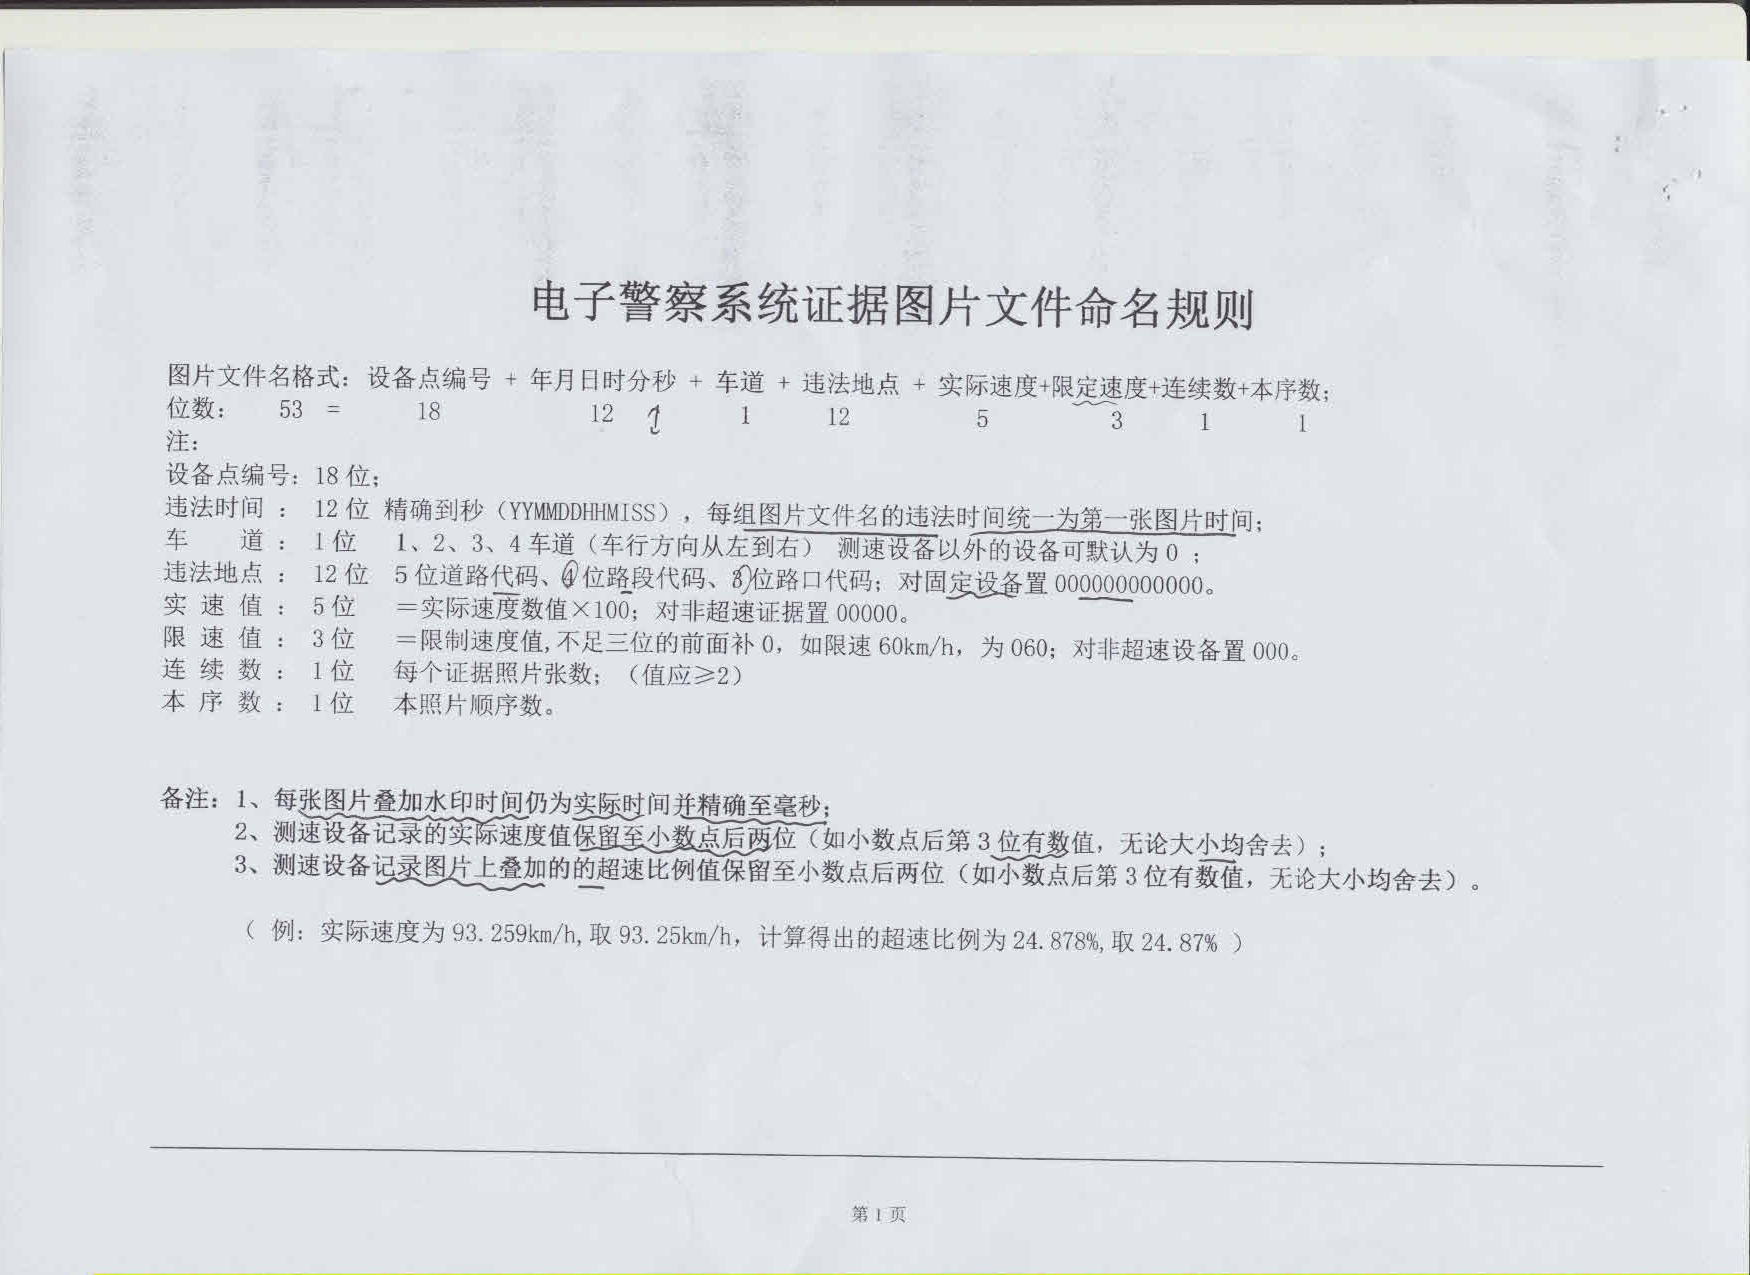 电子警察系统证据图片文件命名规则
图片文件名格式: 设备点编号 + 年月日时分秒 + 车道 + 违法地点 + 实际速度+限定速度+连续数+本序数;
位数: 53 = 18 12 1 12 5 3 1 1
注:
设备点编号: 18 位;
违法时间 : 12 位 精确到秒（YYMMDDHHMISS）, 每组图片文件名的违法时间统一为第一张图片时间;
车 道 : 1 位 1、2、3、4 车道（车行方向从左到右） 测速设备以外的设备可默认为 0 ;
违法地点 : 12 位 5 位道路代码、4位路段代码、3位路口代码; 对固定设备置 000000000000。
实 速 值 : 5 位 ＝实际速度数值×100; 对非超速证据置 00000。
限 速 值 : 3 位 ＝限制速度值,不足三位的前面补 0, 如限速 60km/h, 为 060; 对非超速设备置 000。
连 续 数 : 1 位 每个证据照片张数; （值应≥2）
本 序 数 : 1 位 本照片顺序数。
备注: 1、每张图片叠加水印时间仍为实际时间并精确至毫秒;
2、测速设备记录的实际速度值保留至小数点后两位（如小数点后第 3 位有数值, 无论大小均舍去）;
3、测速设备记录图片上叠加的的超速比例值保留至小数点后两位（如小数点后第 3 位有数值, 无论大小均舍去）。
（ 例: 实际速度为 93.259km/h,取 93.25km/h, 计算得出的超速比例为 24.878%,取 24.87% ）
第 1 页